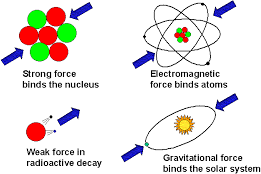 Strong force
binds the nucleus
Electromagnetic
force binds atoms
Weak force in
radioactive decay
Gravitational force
binds the solar system